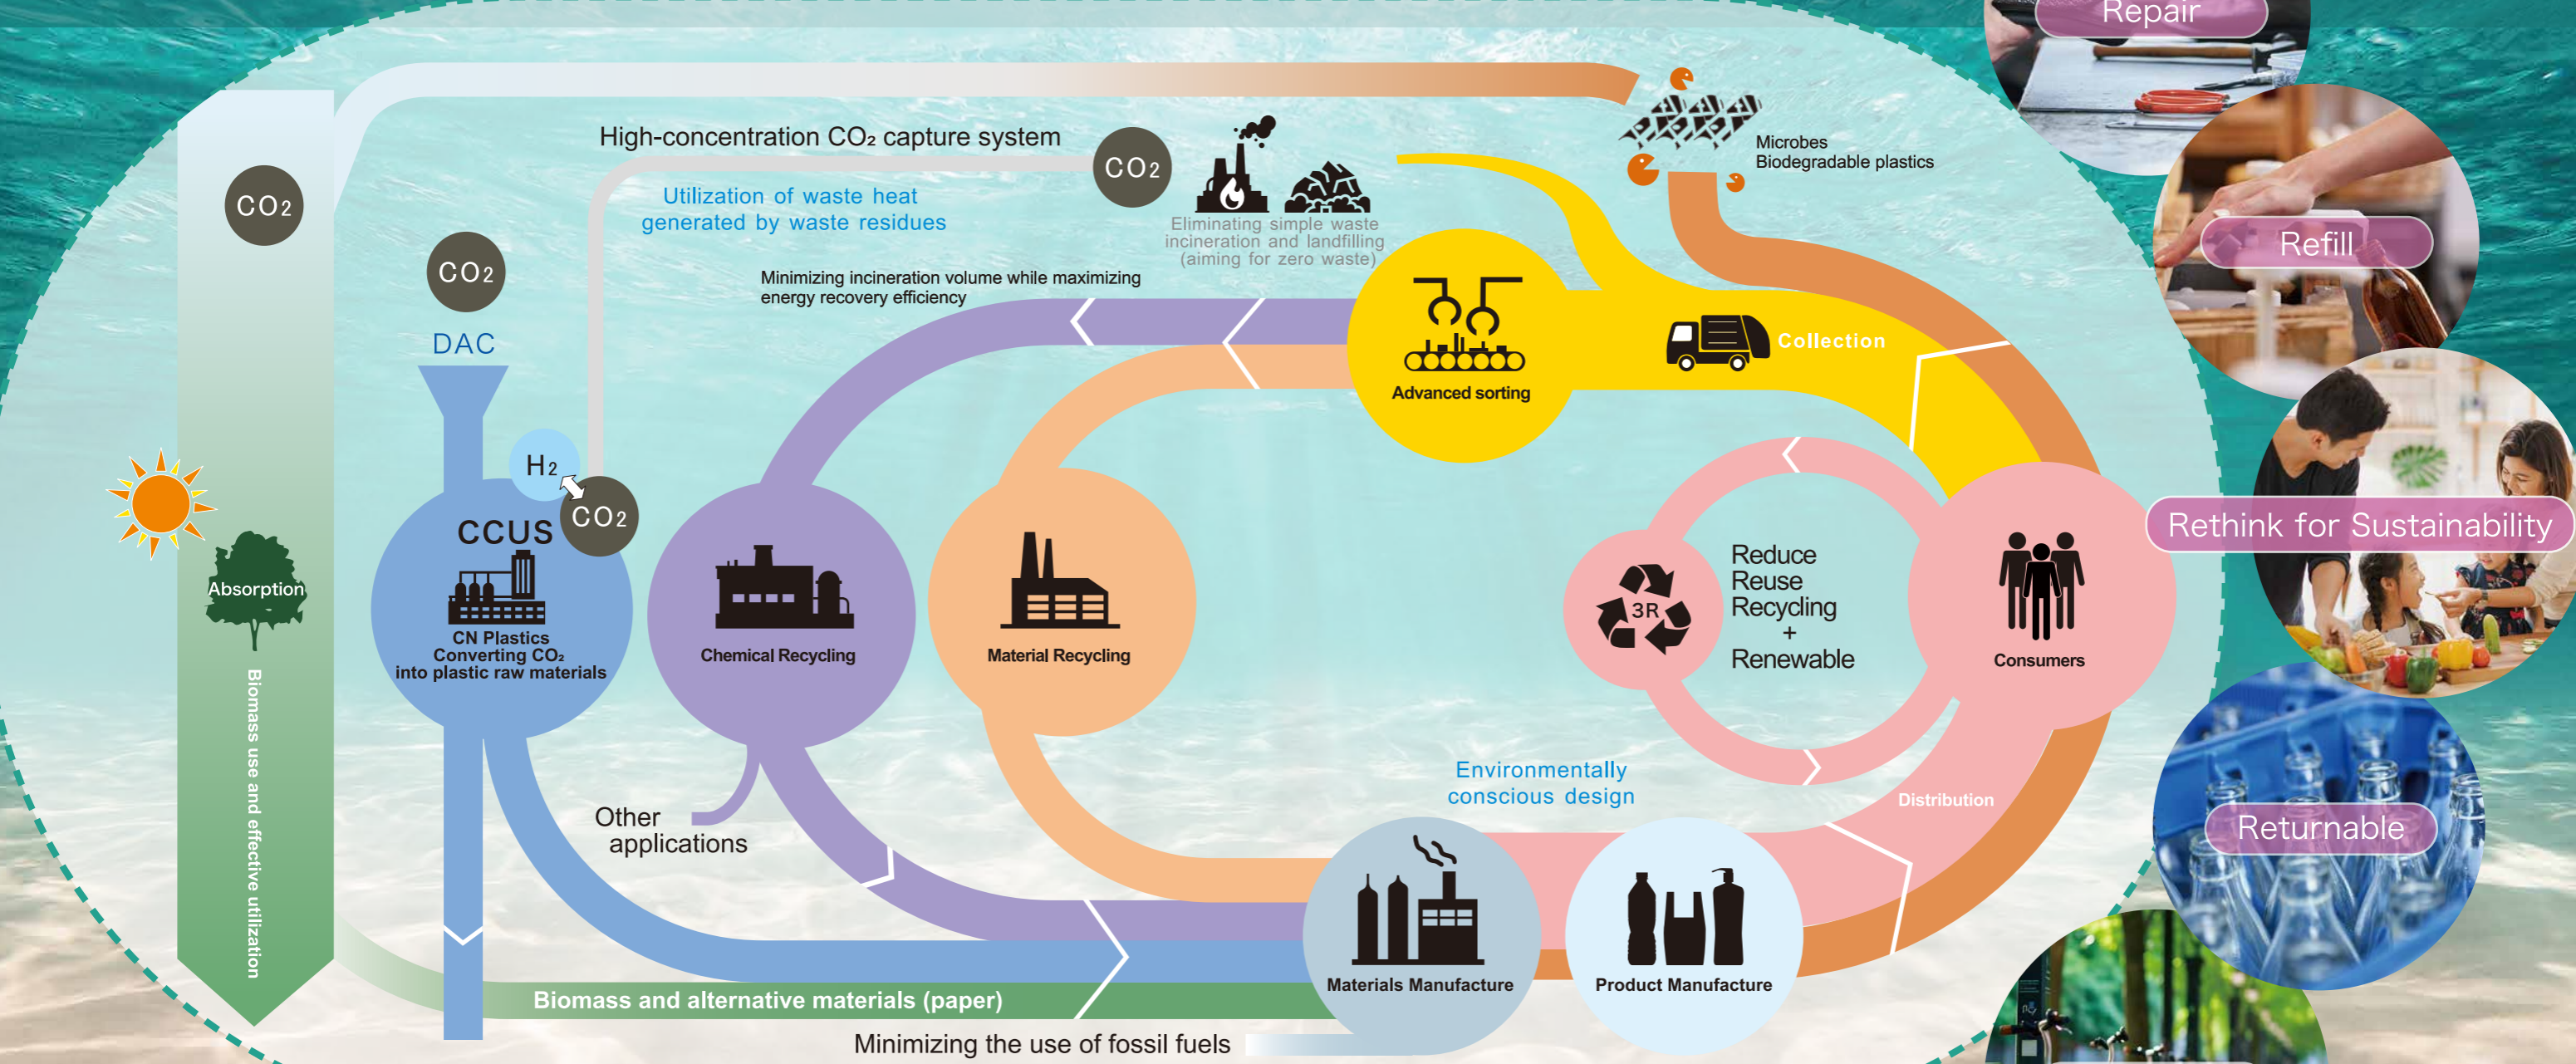 Repair
High-concentration CO₂ capture system
CO2
Microbes
Biodegradable plastics
CO2
Utilization of waste heat
generated by waste residues
Eliminating simple waste
incineration and landfilling
(aiming for zero waste)
Refill
CO2
Minimizing incineration volume while maximizing
energy recovery efficiency
DAC
Collection
Advanced sorting
H2
CO2
CCUS
CN Plastics
Converting CO₂
into plastic raw materials
Absorption
Biomass use and effective utilization
Chemical Recycling
Material Recycling
3R
Reduce
Reuse
Recycling
+
Renewable
Consumers
Rethink for Sustainability
Environmentally
conscious design
Distribution
Returnable
Other
applications
Materials Manufacture
Product Manufacture
Biomass and alternative materials (paper)
Minimizing the use of fossil fuels